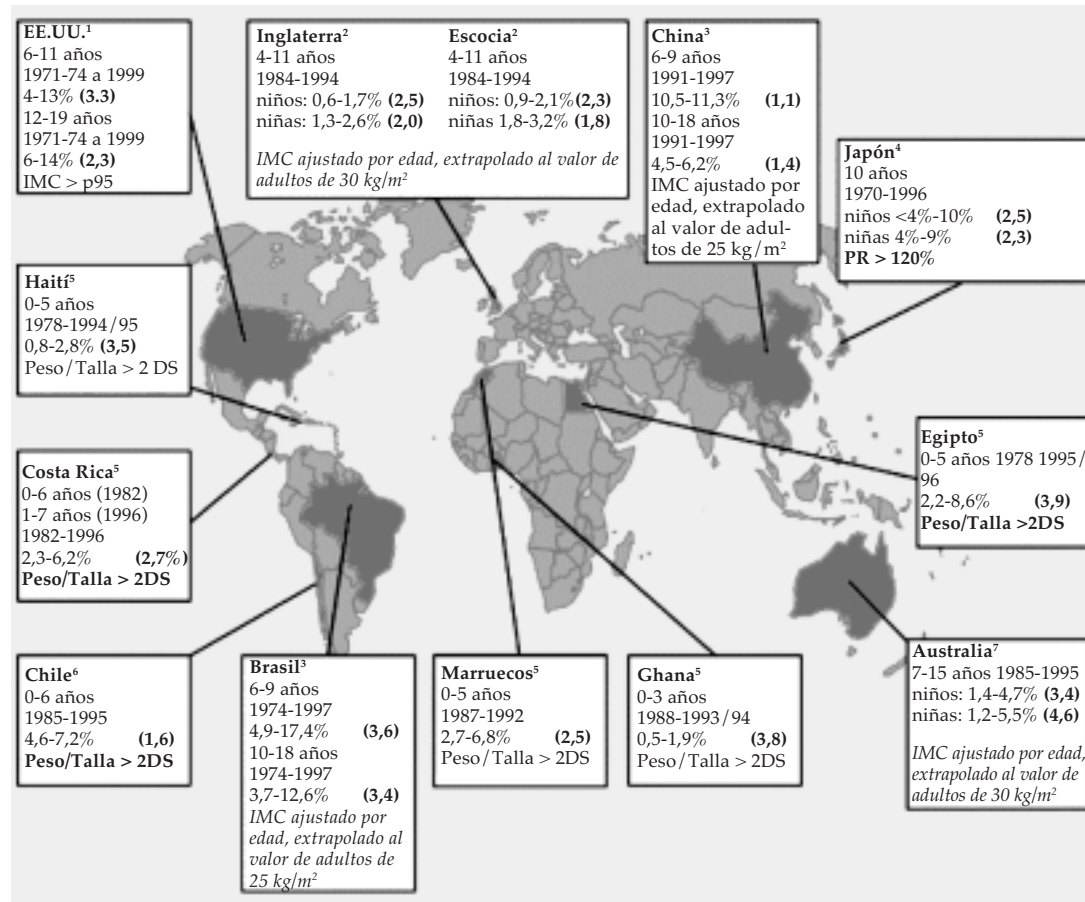 EE.UU.¹
6-11 años
1971-74 a 1999
4-13% (3.3)
12-19 años
1971-74 a 1999
6-14% (2,3)
IMC > p95
Inglaterra²
4-11 años
1984-1994
niños: 0,6-1,7% (2,5)
niñas: 1,3-2,6% (2,0)
Escocia²
4-11 años
1984-1994
niños: 0,9-2,1%(2,3)
niñas 1,8-3,2% (1,8)
IMC ajustado por edad, extrapolado al valor de
adultos de 30 kg/m²
China³
6-9 años
1991-1997
10,5-11,3% (1,1)
10-18 años
1991-1997
4,5-6,2% (1,4)
IMC ajustado por
edad, extrapolado
al valor de adul-
tos de 25 kg/m²
Japón⁴
10 años
1970-1996
niños <4%-10% (2,5)
niñas 4%-9% (2,3)
PR > 120%
Haití⁵
0-5 años
1978-1994/95
0,8-2,8% (3,5)
Peso/Talla > 2 DS
Costa Rica⁵
0-6 años (1982)
1-7 años (1996)
1982-1996
2,3-6,2% (2,7%)
Peso/Talla > 2DS
Egipto⁵
0-5 años 1978 1995/
96
2,2-8,6% (3,9)
Peso/Talla >2DS
Chile⁶
0-6 años
1985-1995
4,6-7,2% (1,6)
Peso/Talla > 2DS
Brasil³
6-9 años
1974-1997
4,9-17,4% (3,6)
10-18 años
1974-1997
3,7-12,6% (3,4)
IMC ajustado por
edad, extrapolado al
valor de adultos de
25 kg/m²
Marruecos⁵
0-5 años
1987-1992
2,7-6,8% (2,5)
Peso/Talla > 2DS
Ghana⁵
0-3 años
1988-1993/94
0,5-1,9% (3,8)
Peso/Talla > 2DS
Australia⁷
7-15 años 1985-1995
niños: 1,4-4,7% (3,4)
niñas: 1,2-5,5% (4,6)
IMC ajustado por edad,
extrapolado al valor de
adultos de 30 kg/m²